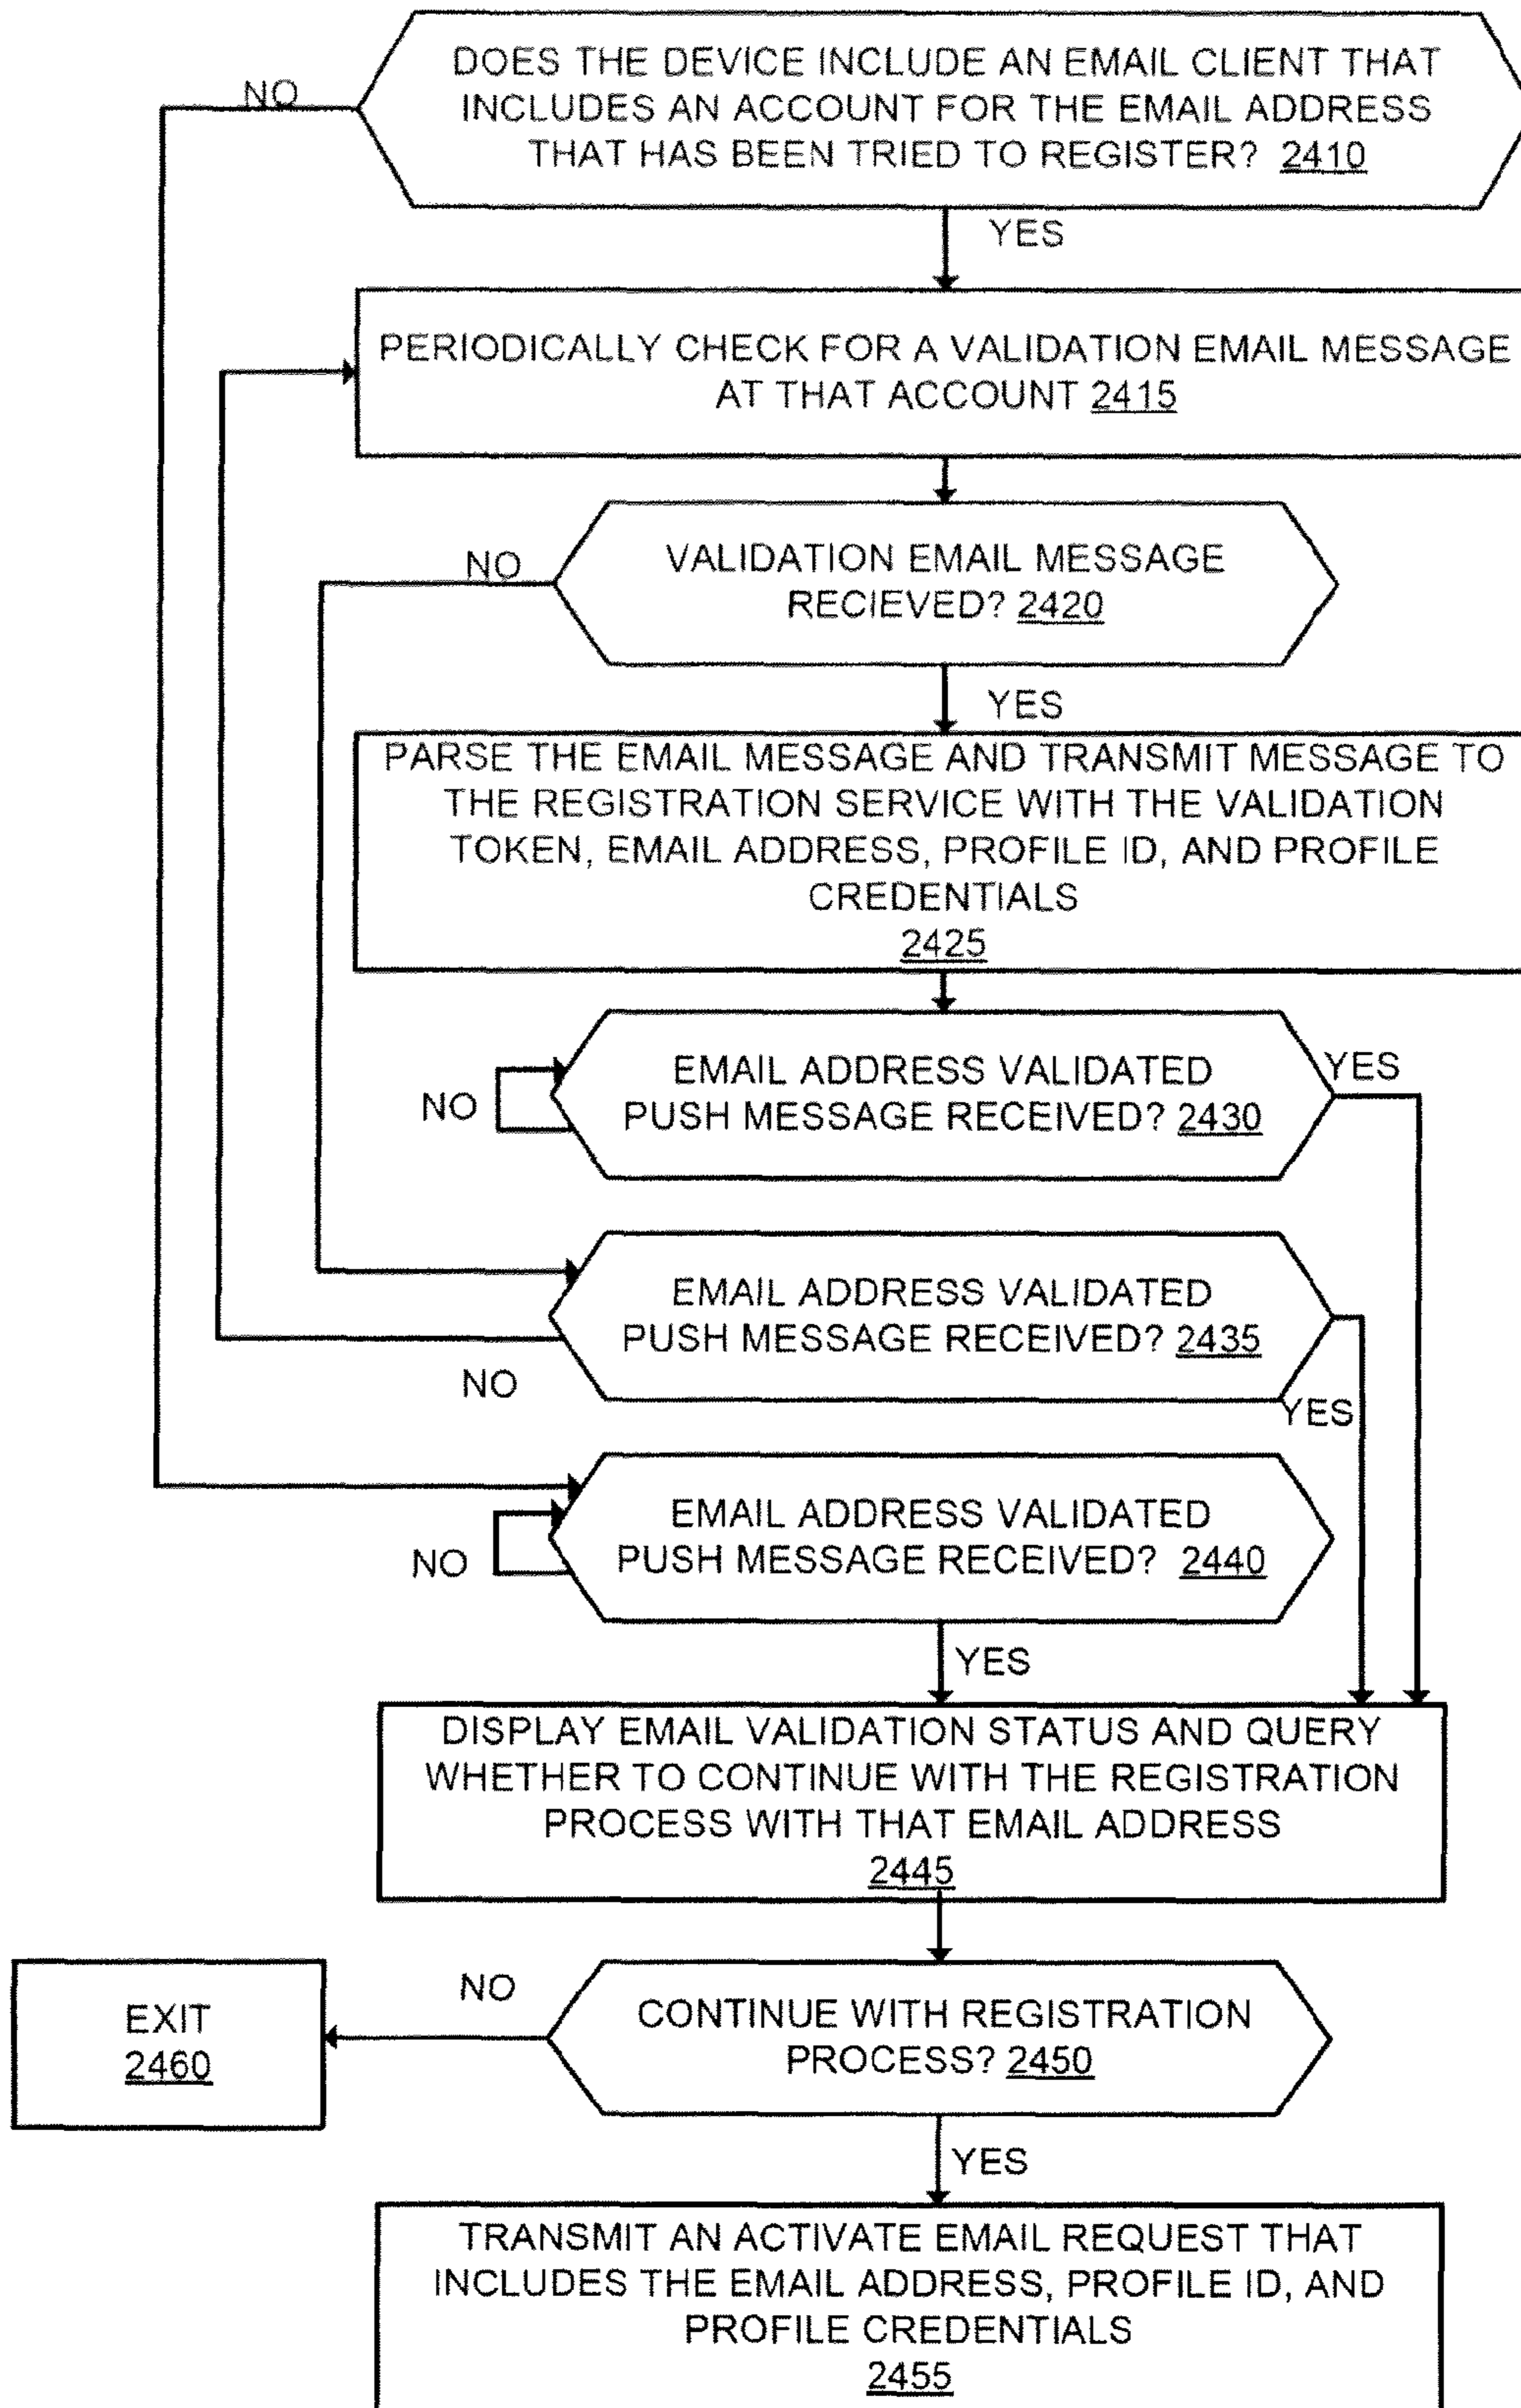 DOES THE DEVICE INCLUDE AN EMAIL CLIENT THAT
INCLUDES AN ACCOUNT FOR THE EMAIL ADDRESS
THAT HAS BEEN TRIED TO REGISTER? 2410
NO
YES
PERIODICALLY CHECK FOR A VALIDATION EMAIL MESSAGE
AT THAT ACCOUNT 2415
VALIDATION EMAIL MESSAGE
RECIEVED? 2420
NO
YES
PARSE THE EMAIL MESSAGE AND TRANSMIT MESSAGE TO
THE REGISTRATION SERVICE WITH THE VALIDATION
TOKEN, EMAIL ADDRESS, PROFILE ID, AND PROFILE
CREDENTIALS
2425
EMAIL ADDRESS VALIDATED
PUSH MESSAGE RECEIVED? 2430
NO
YES
EMAIL ADDRESS VALIDATED
PUSH MESSAGE RECEIVED? 2435
NO
YES
EMAIL ADDRESS VALIDATED
PUSH MESSAGE RECEIVED? 2440
NO
YES
DISPLAY EMAIL VALIDATION STATUS AND QUERY
WHETHER TO CONTINUE WITH THE REGISTRATION
PROCESS WITH THAT EMAIL ADDRESS
2445
CONTINUE WITH REGISTRATION
PROCESS? 2450
NO
EXIT
2460
YES
TRANSMIT AN ACTIVATE EMAIL REQUEST THAT
INCLUDES THE EMAIL ADDRESS, PROFILE ID, AND
PROFILE CREDENTIALS
2455